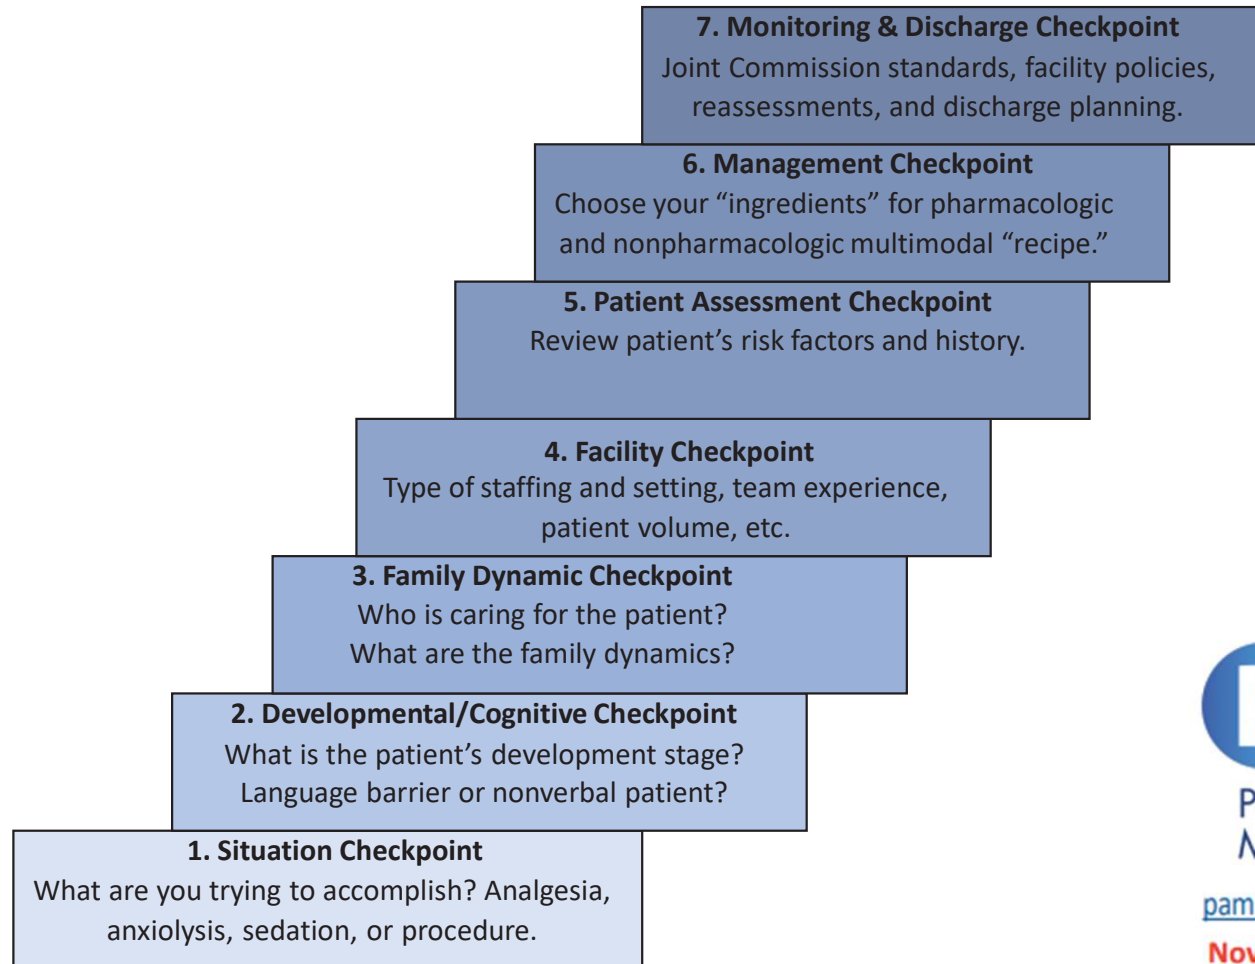 7. Monitoring & Discharge Checkpoint
Joint Commission standards, facility policies,
reassessments, and discharge planning.
6. Management Checkpoint
Choose your “ingredients” for pharmacologic
and nonpharmacologic multimodal “recipe.”
5. Patient Assessment Checkpoint
Review patient’s risk factors and history.
4. Facility Checkpoint
Type of staffing and setting, team experience,
patient volume, etc.
3. Family Dynamic Checkpoint
Who is caring for the patient?
What are the family dynamics?
2. Developmental/Cognitive Checkpoint
What is the patient’s development stage?
Language barrier or nonverbal patient?
1. Situation Checkpoint
What are you trying to accomplish? Analgesia,
anxiolysis, sedation, or procedure.
pam
Nov